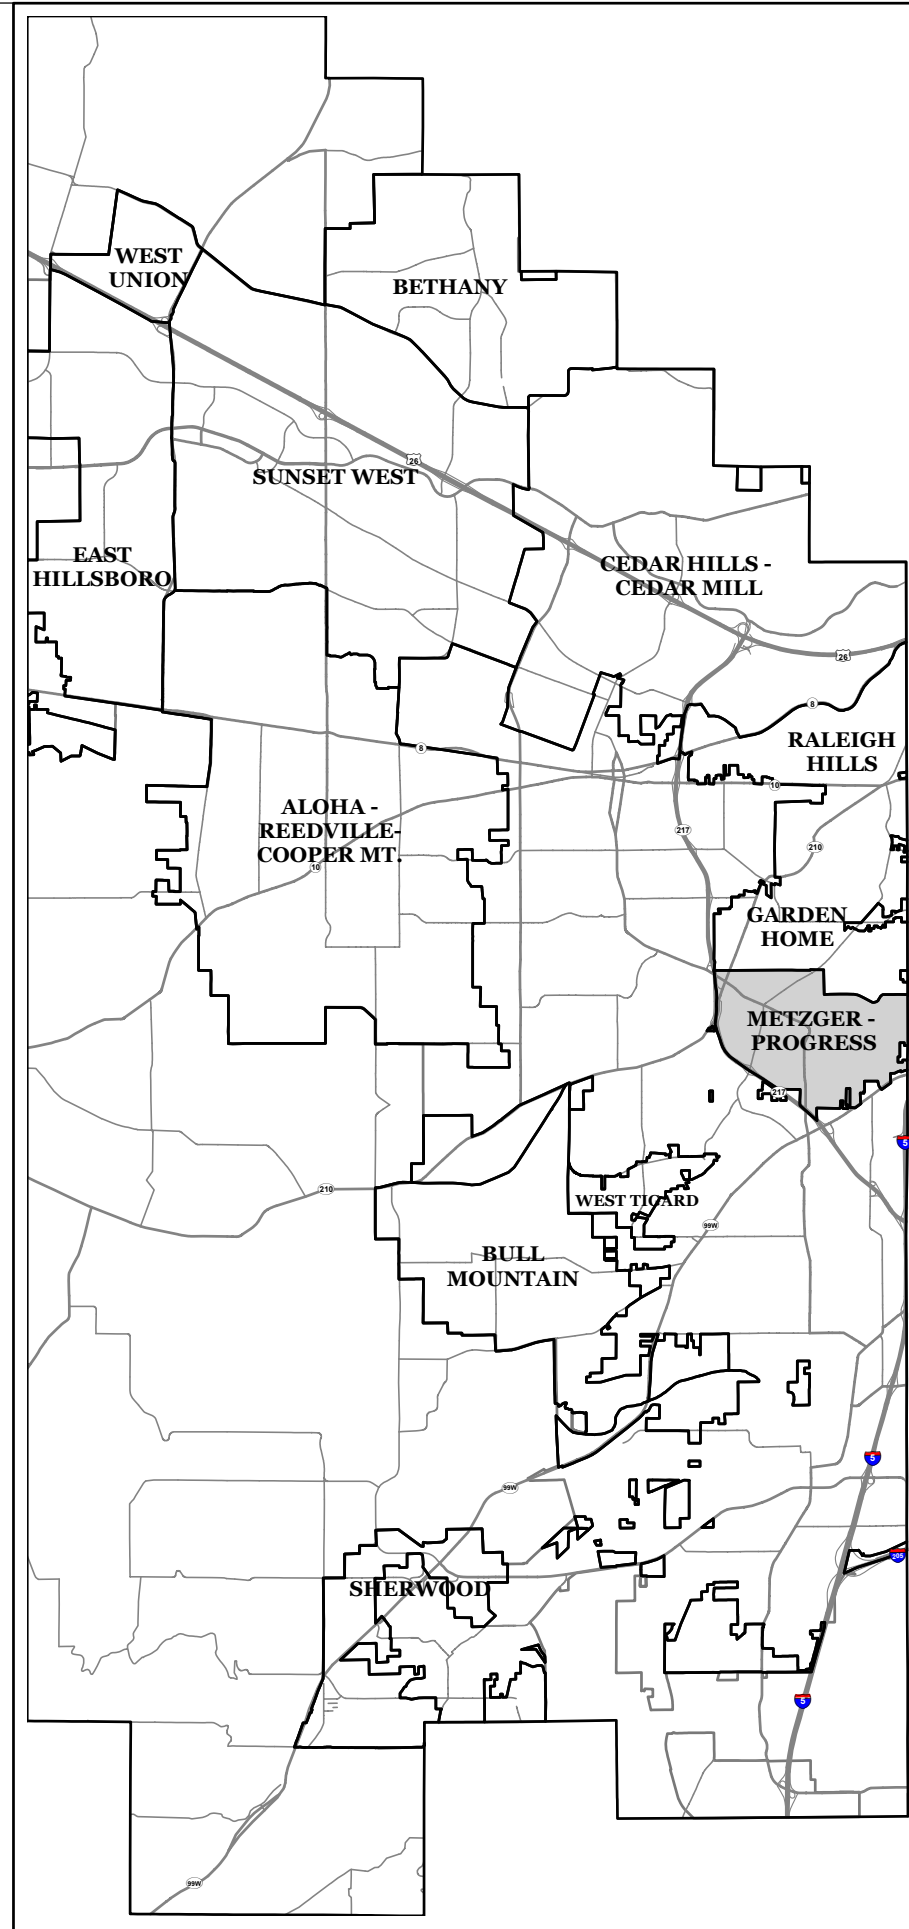 WEST
UNION
BETHANY
26
SUNSET WEST
EAST
HILLSBORO
CEDAR HILLS -
CEDAR MILL
26
8
RALEIGH
HILLS
8
10
ALOHA -
REEDVILLE-
COOPER MT.
10
217
210
GARDEN
HOME
METZGER -
PROGRESS
217
5
210
WEST TIGARD
99W
BULL
MOUNTAIN
5
99W
205
SHERWOOD
5
99W